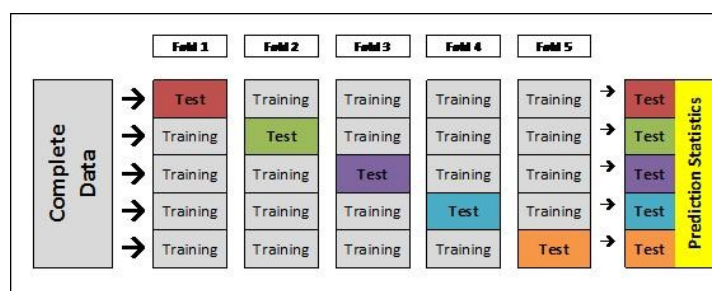 Fold 1 Fold 2 Fold 3 Fold 4 Fold 5
Complete
Data
Test Training Training Training Training Test
Training Test Training Training Training Test
Training Training Test Training Training Test
Training Training Training Test Training Test
Training Training Training Training Test Test
Prediction Statistics